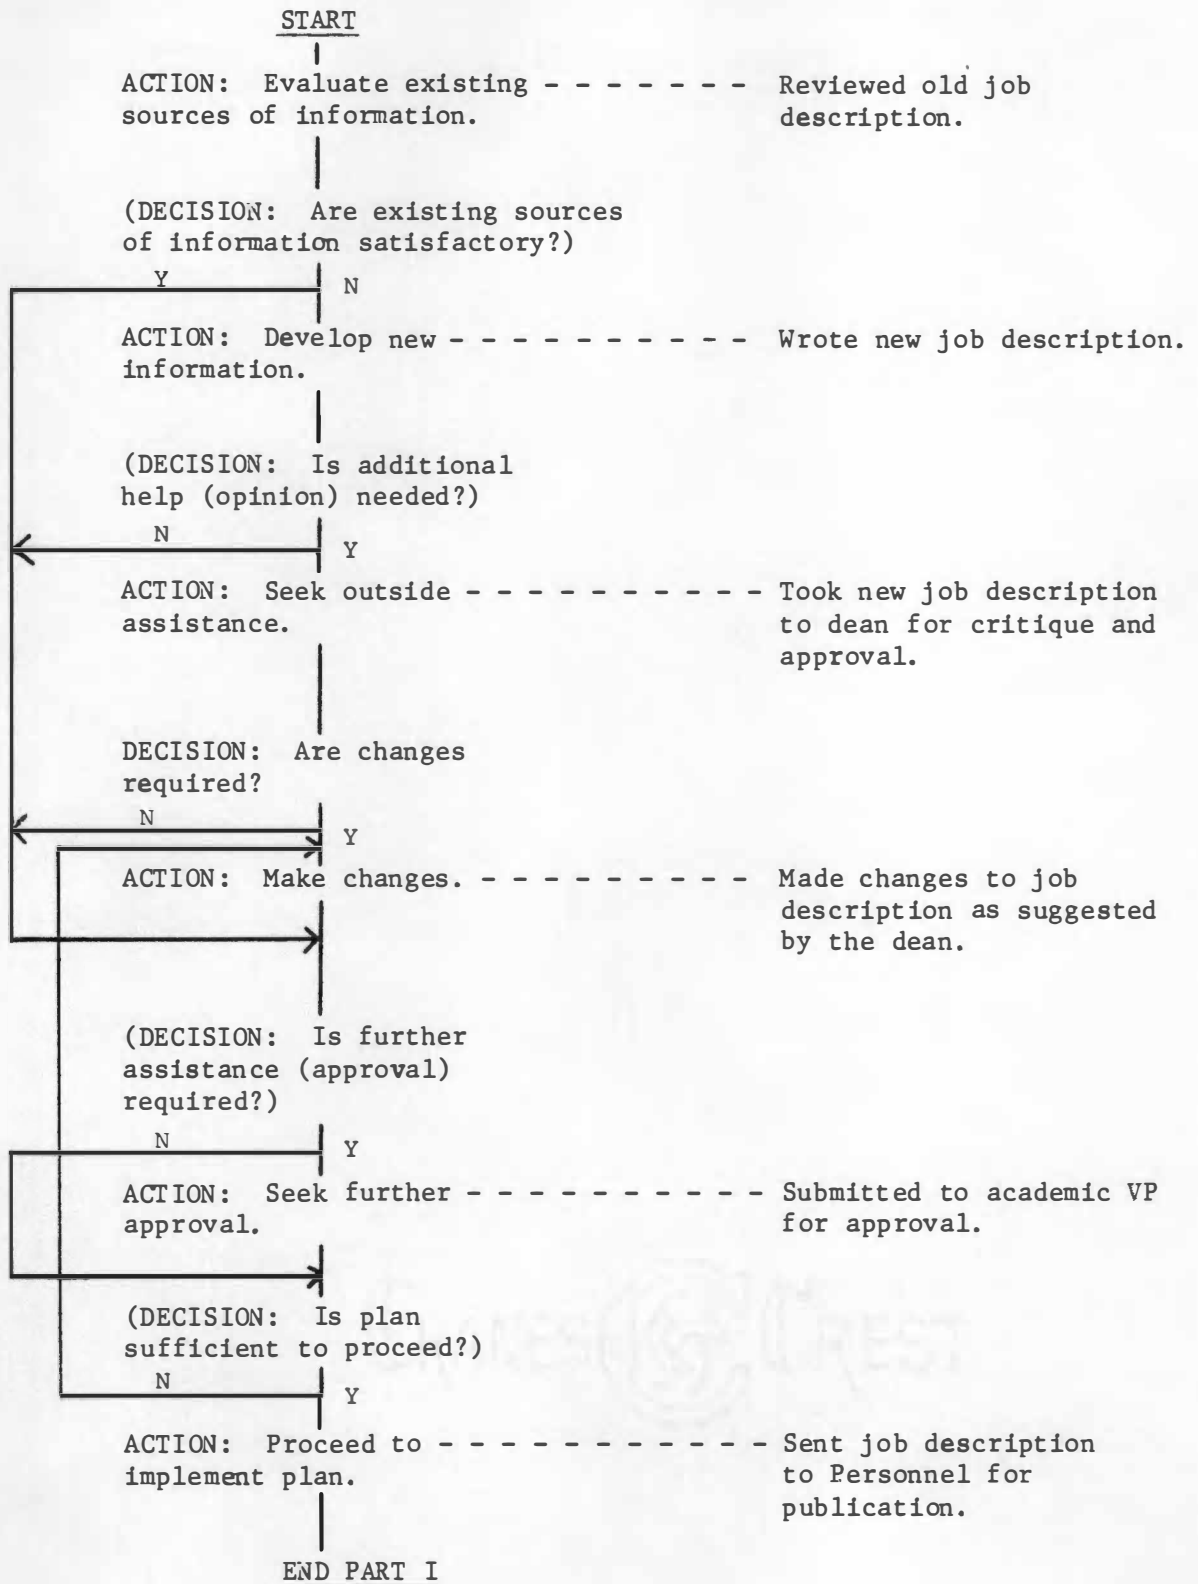 START
ACTION: Evaluate existing - - - - - - - Reviewed old job
sources of information. description.
(DECISION: Are existing sources
of information satisfactory?)
Y N
ACTION: Develop new - - - - - - - - - - Wrote new job description.
information.
(DECISION: Is additional
help (opinion) needed?)
N Y
ACTION: Seek outside - - - - - - - - - - Took new job description
assistance. to dean for critique and
approval.
DECISION: Are changes
required?
N Y
ACTION: Make changes. - - - - - - - - - Made changes to job
description as suggested
by the dean.
(DECISION: Is further
assistance (approval)
required?)
N Y
ACTION: Seek further - - - - - - - - - - Submitted to academic VP
approval. for approval.
(DECISION: Is plan
sufficient to proceed?)
N Y
ACTION: Proceed to - - - - - - - - - - - Sent job description
implement plan. to Personnel for
publication.
END PART I